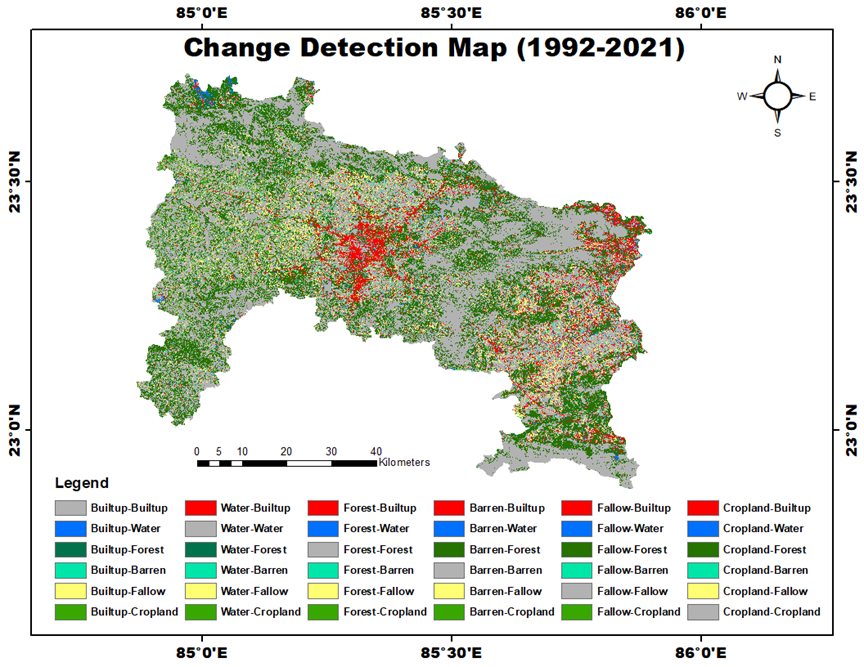 85°0'E 85°30'E 86°0'E
Change Detection Map (1992-2021)
N
W E
S
23°30'N 23°30'N
23°0'N 23°0'N
0 5 10 20 30 40
Kilometers
Legend
Builtup-Builtup Water-Builtup Forest-Builtup Barren-Builtup Fallow-Builtup Cropland-Builtup
Builtup-Water Water-Water Forest-Water Barren-Water Fallow-Water Cropland-Water
Builtup-Forest Water-Forest Forest-Forest Barren-Forest Fallow-Forest Cropland-Forest
Builtup-Barren Water-Barren Forest-Barren Barren-Barren Fallow-Barren Cropland-Barren
Builtup-Fallow Water-Fallow Forest-Fallow Barren-Fallow Fallow-Fallow Cropland-Fallow
Builtup-Cropland Water-Cropland Forest-Cropland Barren-Cropland Fallow-Cropland Cropland-Cropland
85°0'E 85°30'E 86°0'E